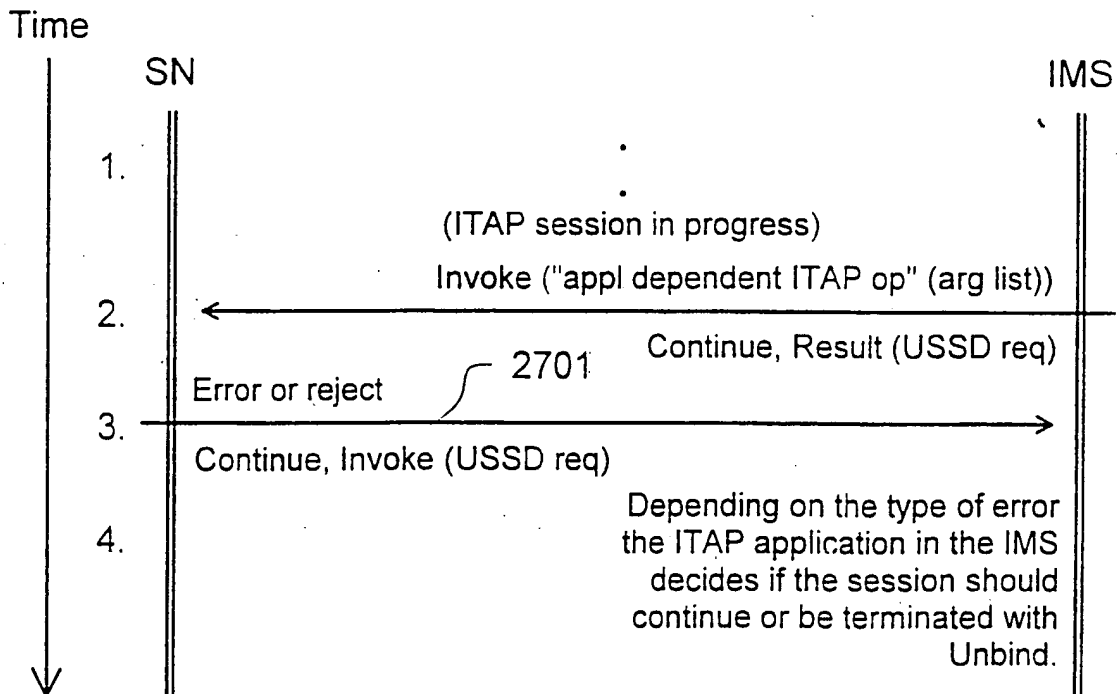 Time
SN
IMS
1.
(ITAP session in progress)
Invoke ("appl dependent ITAP op" (arg list))
2.
Continue, Result (USSD req)
2701
Error or reject
3.
Continue, Invoke (USSD req)
4.
Depending on the type of error
the ITAP application in the IMS
decides if the session should
continue or be terminated with
Unbind.